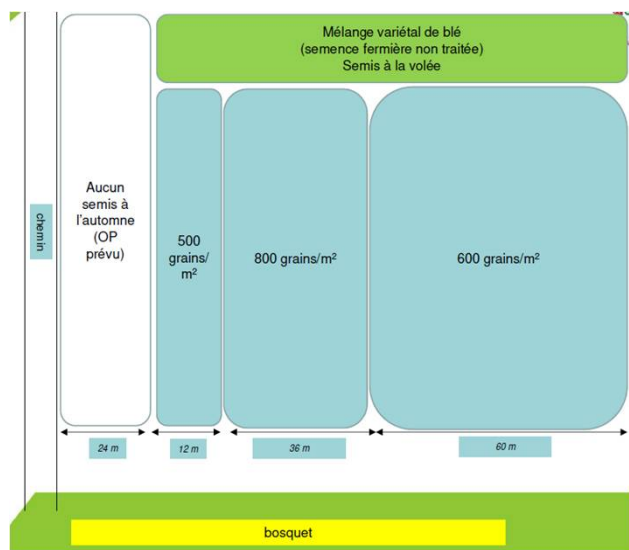 Mélange variétal de blé
(semence fermière non traitée)
Semis à la volée
chemin
Aucun
semis à
l'automne
(OP
prévu)
500
grains/
m²
800 grains/m²
600 grains/m²
24 m
12 m
36 m
60 m
bosquet